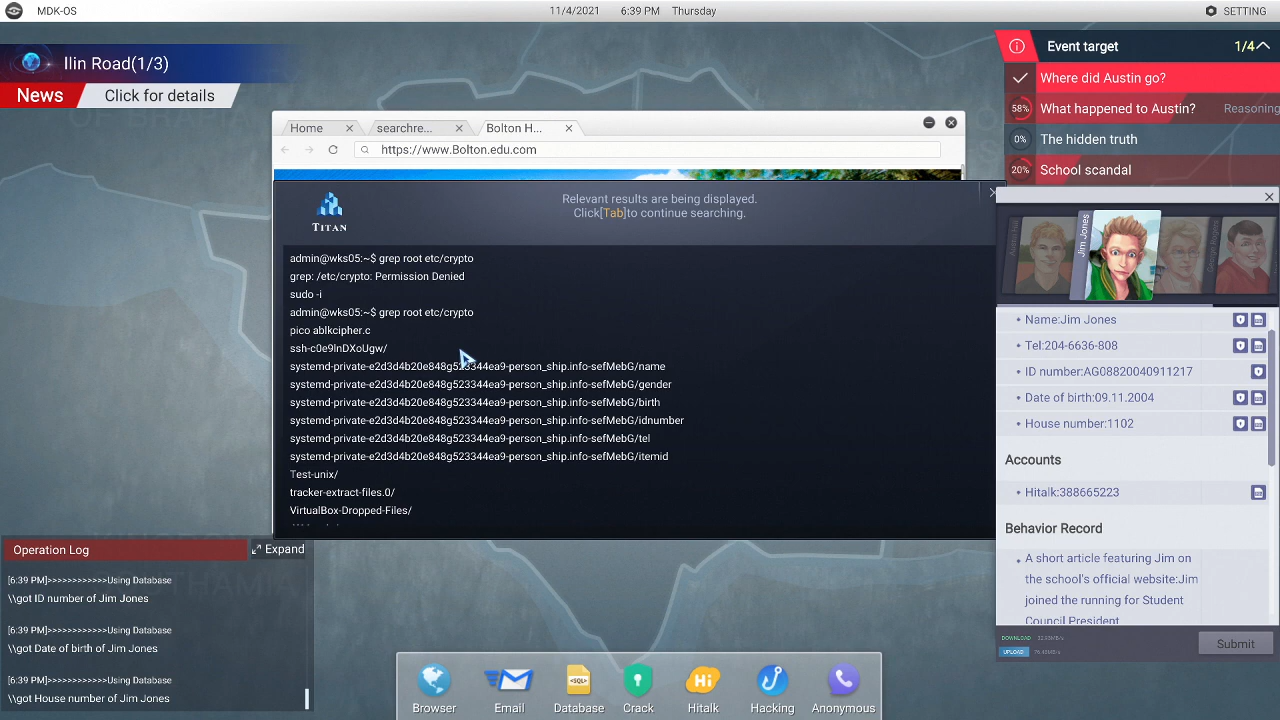 MDK-OS
11/4/2021 6:39 PM Thursday
SETTING
lin Road(1/3)
News
Click for details
Event target
1/4
Where did Austin go?
58%
What happened to Austin?
Reasoning
0%
The hidden truth
20%
School scandal
Home
searchre...
Bolton H...
https://www.Bolton.edu.com
TITAN
Relevant results are being displayed.
Click[Tab]to continue searching.
admin@wks05:~$ grep root etc/crypto
grep: /etc/crypto: Permission Denied
sudo -i
admin@wks05:~$ grep root etc/crypto
pico ablkcipher.c
ssh-c0e9lnDXoUgw/
systemd-private-e2d3d4b20e848g523344ea9-person_ship.info-sefMebG/name
systemd-private-e2d3d4b20e848g523344ea9-person_ship.info-sefMebG/gender
systemd-private-e2d3d4b20e848g523344ea9-person_ship.info-sefMebG/birth
systemd-private-e2d3d4b20e848g523344ea9-person_ship.info-sefMebG/idnumber
systemd-private-e2d3d4b20e848g523344ea9-person_ship.info-sefMebG/tel
systemd-private-e2d3d4b20e848g523344ea9-person_ship.info-sefMebG/itemid
Test-unix/
tracker-extract-files.0/
VirtualBox-Dropped-Files/
Jim Jones
• Name:Jim Jones
• Tel:204-6636-808
• ID number:AG08820040911217
• Date of birth:09.11.2004
• House number:1102
Accounts
• Hitalk:388665223
Behavior Record
• A short article featuring Jim on
the school's official website:Jim
joined the running for Student
Council President
DOWNLOAD
UPLOAD
Submit
Operation Log
Expand
[6:39 PM]>>>>>>>>>>>>Using Database
\\got ID number of Jim Jones
[6:39 PM]>>>>>>>>>>>>Using Database
\\got Date of birth of Jim Jones
[6:39 PM]>>>>>>>>>>>>Using Database
\\got House number of Jim Jones
Browser
Email
<SQL>
Database
Crack
Hi
Hitalk
Hacking
Anonymous